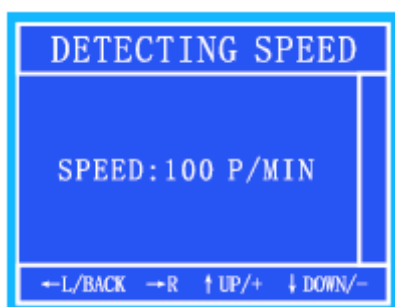 DETECTING SPEED
SPEED:100 P/MIN
←L/BACK →R ↑UP/+ ↓DOWN/-